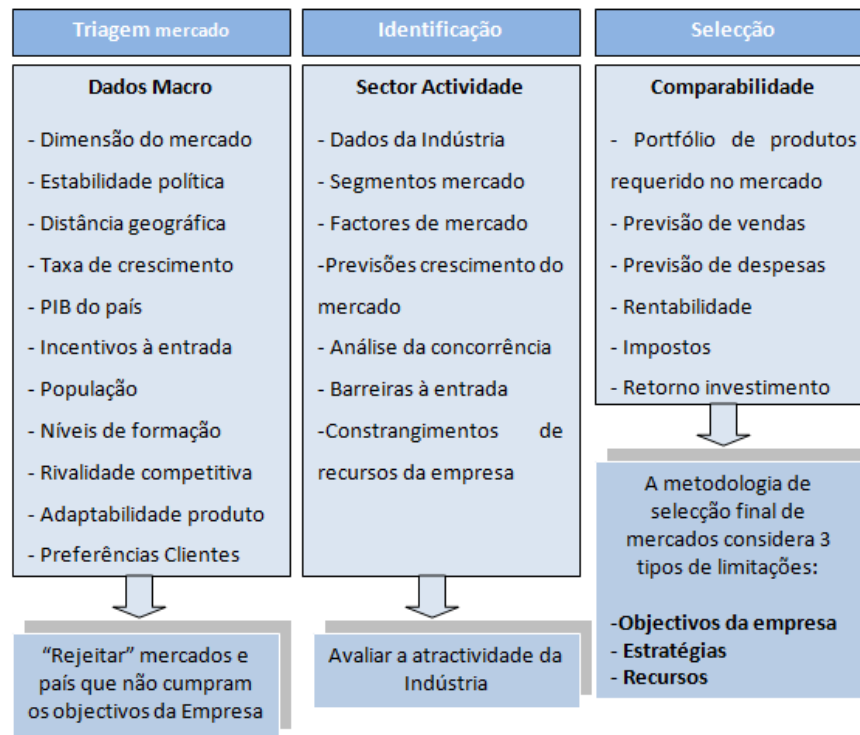 Triagem mercado
Dados Macro
- Dimensão do mercado
- Estabilidade política
- Distância geográfica
- Taxa de crescimento
- PIB do país
- Incentivos à entrada
- População
- Níveis de formação
- Rivalidade competitiva
- Adaptabilidade produto
- Preferências Clientes
“Rejeitar” mercados e
país que não cumpram
os objectivos da Empresa
Identificação
Sector Actividade
- Dados da Indústria
- Segmentos mercado
- Factores de mercado
-Previsões crescimento do
mercado
- Análise da concorrência
- Barreiras à entrada
-Constrangimentos de
recursos da empresa
Avaliar a atractividade da
Indústria
Selecção
Comparabilidade
- Portfólio de produtos
requerido no mercado
- Previsão de vendas
- Previsão de despesas
- Rentabilidade
- Impostos
- Retorno investimento
A metodologia de
selecção final de
mercados considera 3
tipos de limitações:
-Objectivos da empresa
- Estratégias
- Recursos